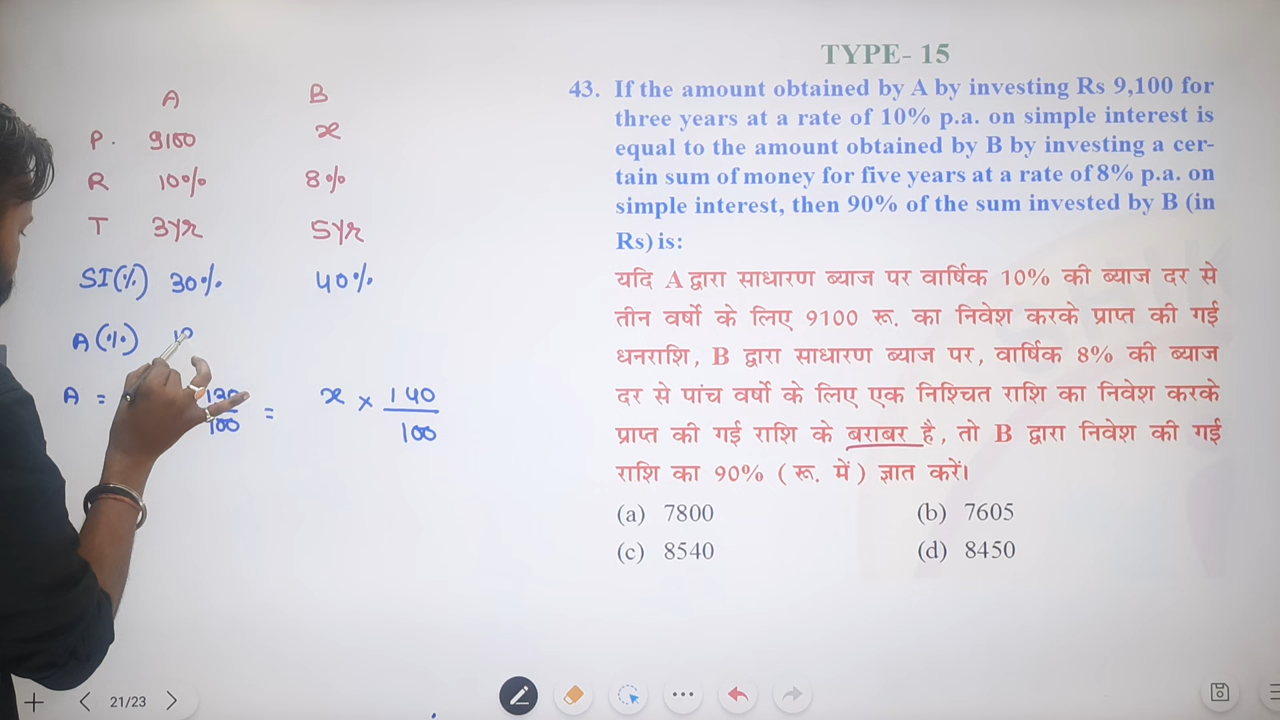 TYPE- 15
A B
P. 9100 x
R 10% 8%
T 3yr 5yr
SI(%) 30% 40%
A(%)
A = 130/100 = x × 140/100
43. If the amount obtained by A by investing Rs 9,100 for
three years at a rate of 10% p.a. on simple interest is
equal to the amount obtained by B by investing a cer-
tain sum of money for five years at a rate of 8% p.a. on
simple interest, then 90% of the sum invested by B (in
Rs) is:
यदि A द्वारा साधारण ब्याज पर वार्षिक 10% की ब्याज दर से
तीन वर्षो के लिए 9100 रू. का निवेश करके प्राप्त की गई
धनराशि, B द्वारा साधारण ब्याज पर, वार्षिक 8% की ब्याज
दर से पांच वर्षो के लिए एक निश्चित राशि का निवेश करके
प्राप्त की गई राशि के बराबर है, तो B द्वारा निवेश की गई
राशि का 90% ( रू. में ) ज्ञात करें।
(a) 7800 (b) 7605
(c) 8540 (d) 8450
21/23